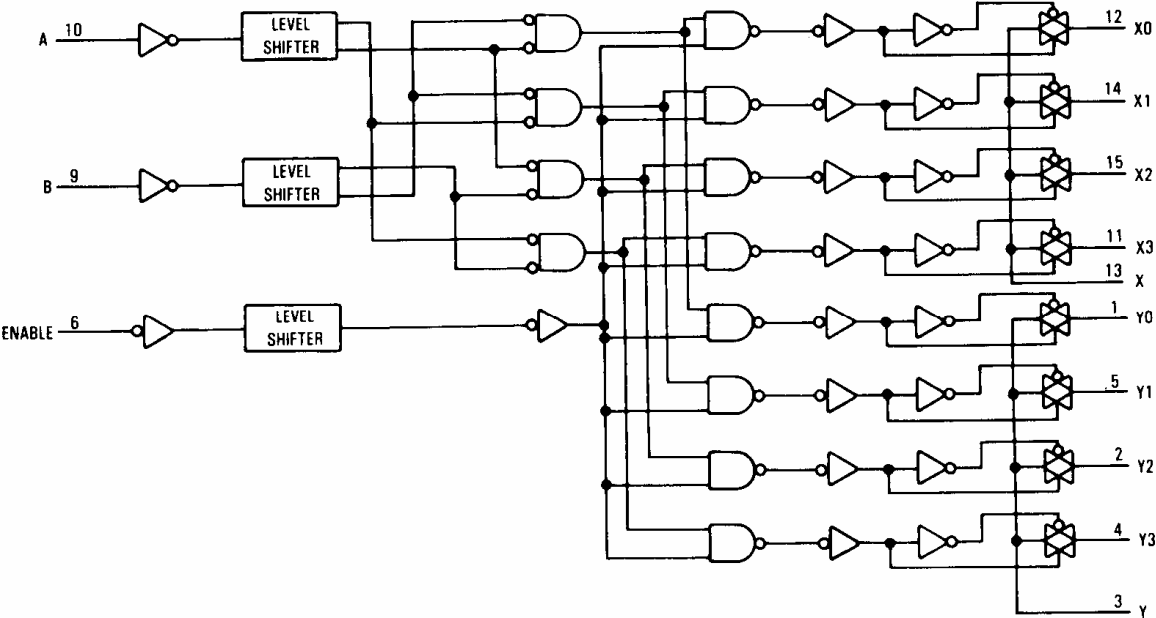 12
X0
10
A
LEVEL
SHIFTER
14
X1
15
X2
9
B
LEVEL
SHIFTER
11
X3
13
X
1
Y0
ENABLE
6
LEVEL
SHIFTER
5
Y1
2
Y2
4
Y3
3
Y